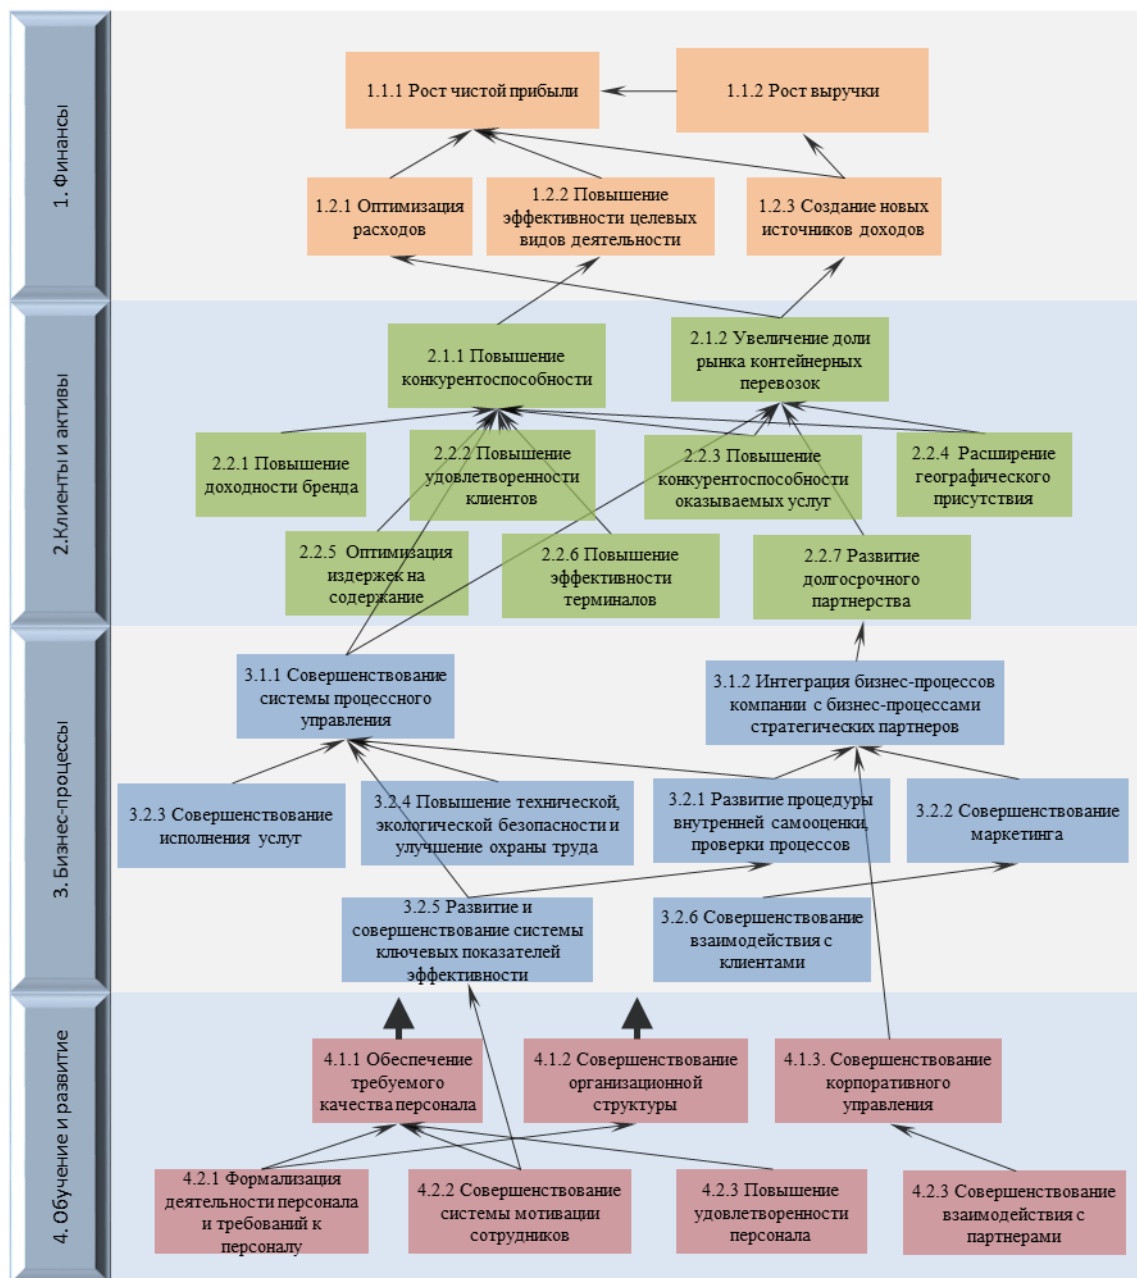 1. Финансы
1.1.1 Рост чистой прибыли
1.1.2 Рост выручки
1.2.1 Оптимизация
расходов
1.2.2 Повышение
эффективности целевых
видов деятельности
1.2.3 Создание новых
источников доходов
2.Клиенты и активы
2.1.1 Повышение
конкурентоспособности
2.1.2 Увеличение доли
рынка контейнерных
перевозок
2.2.1 Повышение
доходности бренда
2.2.2 Повышение
удовлетворенности
клиентов
2.2.3 Повышение
конкурентоспособности
оказываемых услуг
2.2.4 Расширение
географического
присутствия
2.2.5 Оптимизация
издержек на
содержание
2.2.6 Повышение
эффективности
терминалов
2.2.7 Развитие
долгосрочного
партнерства
3. Бизнес-процессы
3.1.1 Совершенствование
системы процессного
управления
3.1.2 Интеграция бизнес-процессов
компании с бизнес-процессами
стратегических партнеров
3.2.3 Совершенствование
исполнения услуг
3.2.4 Повышение технической,
экологической безопасности и
улучшение охраны труда
3.2.1 Развитие процедуры
внутренней самооценки,
проверки процессов
3.2.2 Совершенствование
маркетинга
3.2.5 Развитие и
совершенствование системы
ключевых показателей
эффективности
3.2.6 Совершенствование
взаимодействия с
клиентами
4. Обучение и развитие
4.1.1 Обеспечение
требуемого
качества персонала
4.1.2 Совершенствование
организационной
структуры
4.1.3. Совершенствование
корпоративного
управления
4.2.1 Формализация
деятельности персонала
и требований к
персоналу
4.2.2 Совершенствование
системы мотивации
сотрудников
4.2.3 Повышение
удовлетворенности
персонала
4.2.3 Совершенствование
взаимодействия с
партнерами